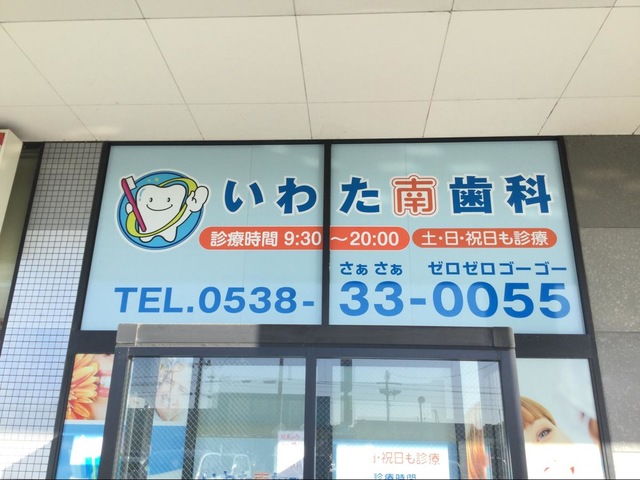 いわた南歯科
診療時間 9:30～20:00 土・日・祝日も診療
さぁ さぁ ゼロゼロゴーゴー
TEL.0538-33-0055
・祝日も診療
診療時間